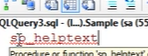 QLQuery3.sql - (l...).Sample (sa (55
sp_helptext
Procedure or function 'sp_helptext'